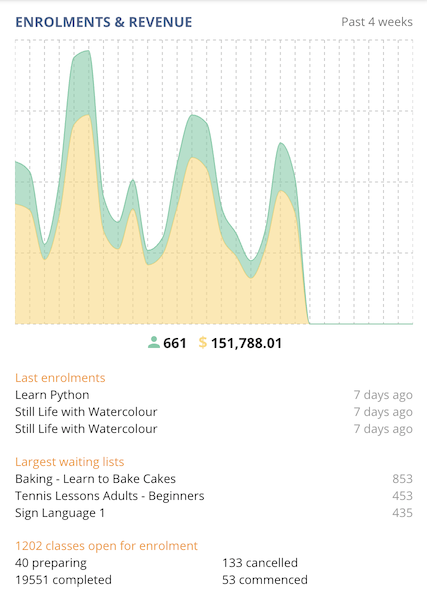 ENROLMENTS & REVENUE Past 4 weeks
661 $ 151,788.01
Last enrolments
Learn Python 7 days ago
Still Life with Watercolour 7 days ago
Still Life with Watercolour 7 days ago
Largest waiting lists
Baking - Learn to Bake Cakes 853
Tennis Lessons Adults - Beginners 453
Sign Language 1 435
1202 classes open for enrolment
40 preparing 133 cancelled
19551 completed 53 commenced